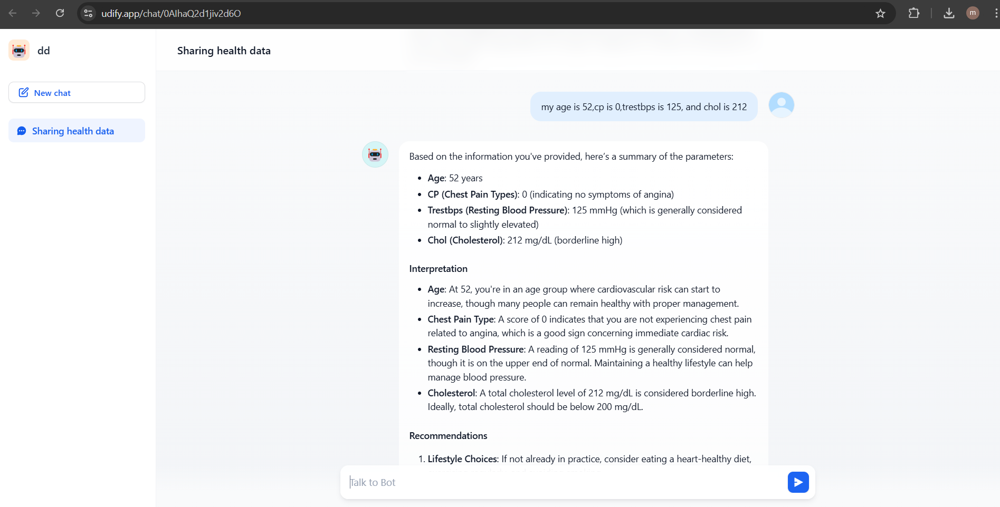 udify.app/chat/0AIhaQ2d1jiv2d6O
m
dd
New chat
Sharing health data
Sharing health data
my age is 52,cp is 0,trestbps is 125, and chol is 212
Based on the information you've provided, here’s a summary of the parameters:
• Age: 52 years
• CP (Chest Pain Types): 0 (indicating no symptoms of angina)
• Trestbps (Resting Blood Pressure): 125 mmHg (which is generally considered
normal to slightly elevated)
• Chol (Cholesterol): 212 mg/dL (borderline high)
Interpretation
• Age: At 52, you're in an age group where cardiovascular risk can start to
increase, though many people can remain healthy with proper management.
• Chest Pain Type: A score of 0 indicates that you are not experiencing chest pain
related to angina, which is a good sign concerning immediate cardiac risk.
• Resting Blood Pressure: A reading of 125 mmHg is generally considered normal,
though it is on the upper end of normal. Maintaining a healthy lifestyle can help
manage blood pressure.
• Cholesterol: A total cholesterol level of 212 mg/dL is considered borderline high.
Ideally, total cholesterol should be below 200 mg/dL.
Recommendations
1. Lifestyle Choices: If not already in practice, consider eating a heart-healthy diet,
Talk to Bot